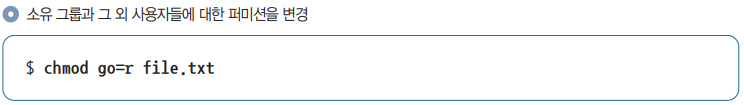 소유 그룹과 그 외 사용자들에 대한 퍼미션을 변경
$ chmod go=r file.txt